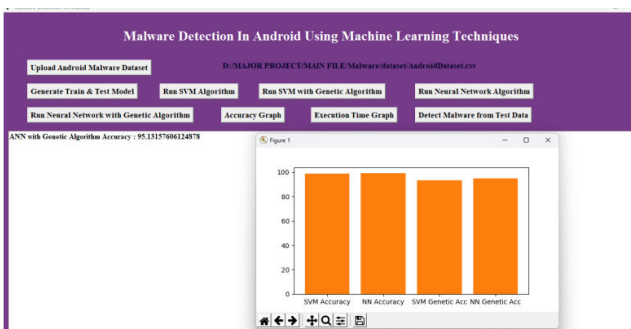 Malware Detection In Android Using Machine Learning Techniques
Upload Android Malware Dataset D:/MAJOR PROJECT/MAIN FILE/Malware/dataset/AndroidDataset.csv
Generate Train & Test Model Run SVM Algorithm Run SVM with Genetic Algorithm Run Neural Network Algorithm
Run Neural Network with Genetic Algorithm Accuracy Graph Execution Time Graph Detect Malware from Test Data
ANN with Genetic Algorithm Accuracy : 95.13157606124878
Figure 1
100
80
60
40
20
0
SVM Accuracy NN Accuracy SVM Genetic Acc NN Genetic Acc